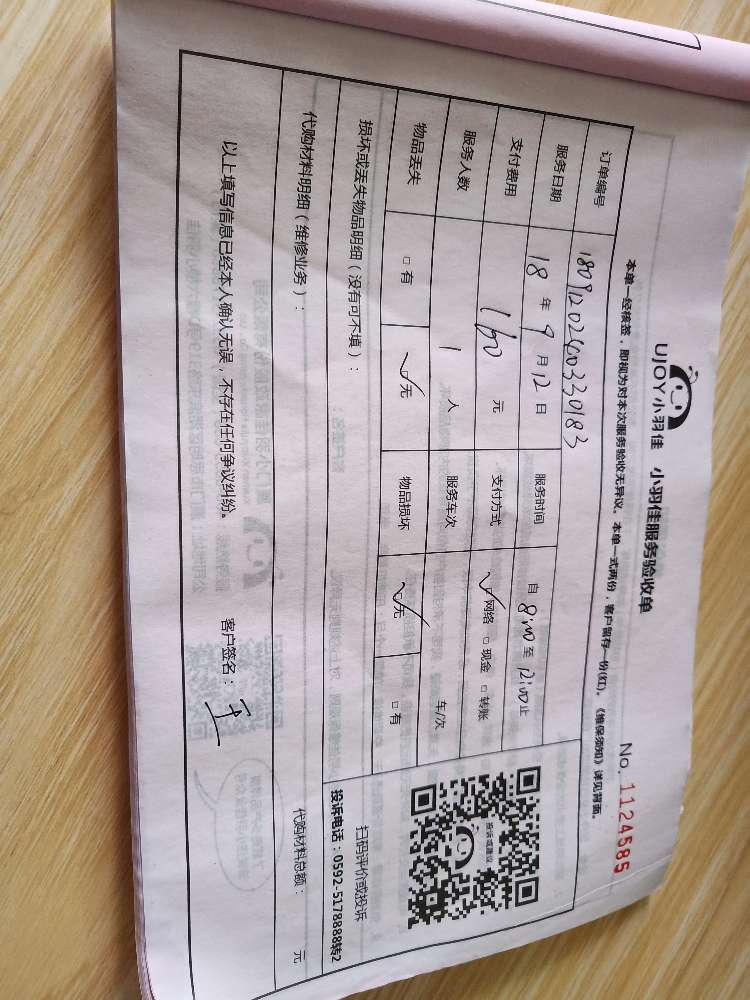 UJOY小羽佳 小羽佳服务验收单
No. 1124585
本单一经核签，即视为对本次服务验收无异议。本单一式两份，客户留存一份(红)。《维保须知》详见背面。
订单编号 1809120240330183
服务日期 18 年 9 月 12 日 服务时间 自 8:00 至 12:00 止
支付费用 160 元 支付方式 ✓ 网络 □ 现金 □ 转账
服务人数 1 人 服务车次 车/次
物品丢失 □ 有 ✓ 无 物品损坏 ✓ 无 □ 有
投诉或建议
扫码评价或投诉
投诉电话：0592-5178888转2
损坏或丢失物品明细（没有可不填）：
代购材料明细（维修业务）： 代购材料总额： 元
以上填写信息已经本人确认无误，不存在任何争议纠纷。 客户签名：王